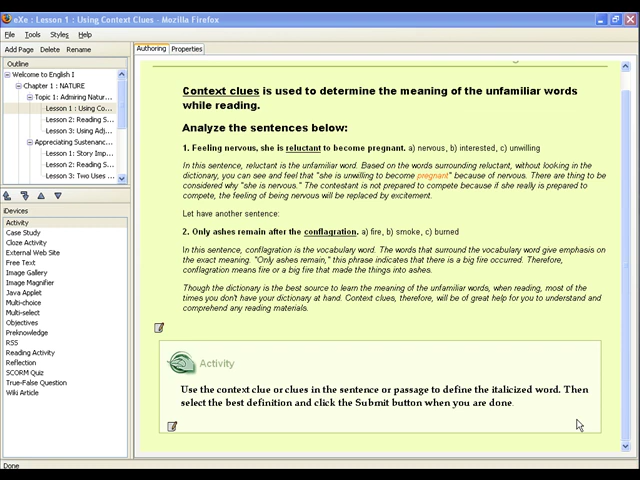 eXe : Lesson 1 : Using Context Clues - Mozilla Firefox
File Tools Styles Help
Add Page Delete Rename
Outline
Welcome to English I
Chapter 1 : NATURE
Topic 1: Admiring Natur...
Lesson 1 : Using Co...
Lesson 2: Reading S...
Lesson 3: Using Adj...
Appreciating Sustenanc...
Lesson 1: Story Imp...
Lesson 2: Reading S...
Lesson 3: Two Uses ...
iDevices
Activity
Case Study
Cloze Activity
External Web Site
Free Text
Image Gallery
Image Magnifier
Java Applet
Multi-choice
Multi-select
Objectives
Preknowledge
RSS
Reading Activity
Reflection
SCORM Quiz
True-False Question
Wiki Article
Authoring Properties
Context clues is used to determine the meaning of the unfamiliar words
while reading.
Analyze the sentences below:
1. Feeling nervous, she is reluctant to become pregnant. a) nervous, b) interested, c) unwilling
In this sentence, reluctant is the unfamiliar word. Based on the words surrounding reluctant, without looking in the
dictionary, you can see and feel that "she is unwilling to become pregnant" because of nervous. There are thing to be
considered why "she is nervous." The contestant is not prepared to compete because if she really is prepared to
compete, the feeling of being nervous will be replaced by excitement.
Let have another sentence:
2. Only ashes remain after the conflagration. a) fire, b) smoke, c) burned
In this sentence, conflagration is the vocabulary word. The words that surround the vocabulary word give emphasis on
the exact meaning. "Only ashes remain," this phrase indicates that there is a big fire occurred. Therefore,
conflagration means fire or a big fire that made the things into ashes.
Though the dictionary is the best source to learn the meaning of the unfamiliar words, when reading, most of the
times you don't have your dictionary at hand. Context clues, therefore, will be of great help for you to understand and
comprehend any reading materials.
Activity
Use the context clue or clues in the sentence or passage to define the italicized word. Then
select the best definition and click the Submit button when you are done.
Done